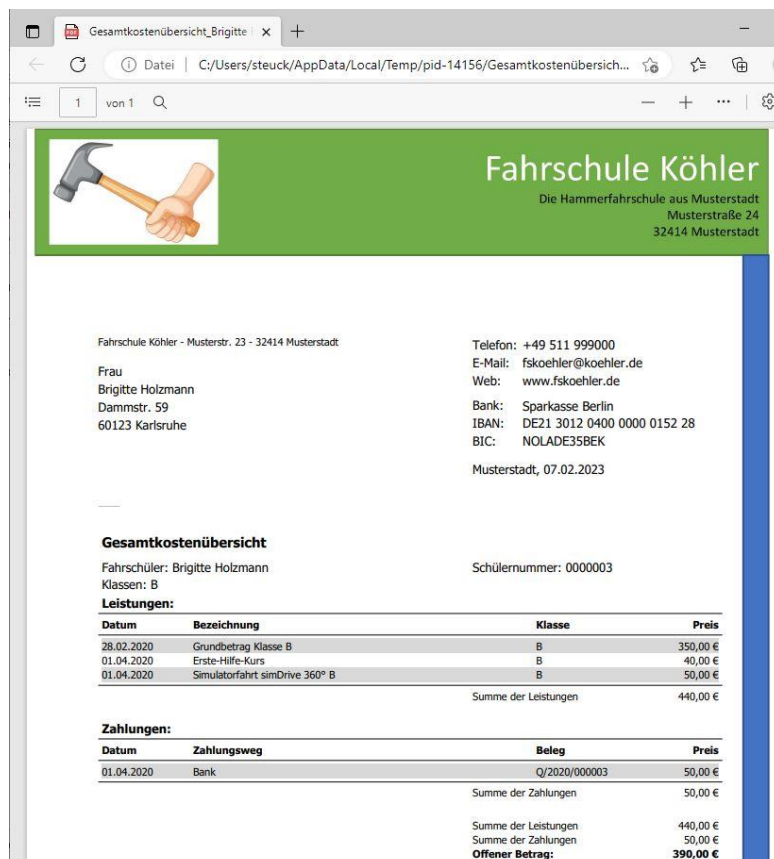 Gesamtkostenübersicht_Brigitte
Datei | C:/Users/steuck/AppData/Local/Temp/pid-14156/Gesamtkostenübersich...
1 von 1
Fahrschule Köhler
Die Hammerfahrschule aus Musterstadt
Musterstraße 24
32414 Musterstadt
Fahrschule Köhler - Musterstr. 23 - 32414 Musterstadt
Frau
Brigitte Holzmann
Dammstr. 59
60123 Karlsruhe
Telefon: +49 511 999000
E-Mail: fskoehler@koehler.de
Web: www.fskoehler.de
Bank: Sparkasse Berlin
IBAN: DE21 3012 0400 0000 0152 28
BIC: NOLADE35BEK
Musterstadt, 07.02.2023
Gesamtkostenübersicht
Fahrschüler: Brigitte Holzmann Schülernummer: 0000003
Klassen: B
Leistungen:
Datum Bezeichnung Klasse Preis
28.02.2020 Grundbetrag Klasse B B 350,00 €
01.04.2020 Erste-Hilfe-Kurs B 40,00 €
01.04.2020 Simulatorfahrt simDrive 360° B B 50,00 €
Summe der Leistungen 440,00 €
Zahlungen:
Datum Zahlungsweg Beleg Preis
01.04.2020 Bank Q/2020/000003 50,00 €
Summe der Zahlungen 50,00 €
Summe der Leistungen 440,00 €
Summe der Zahlungen 50,00 €
Offener Betrag: 390,00 €